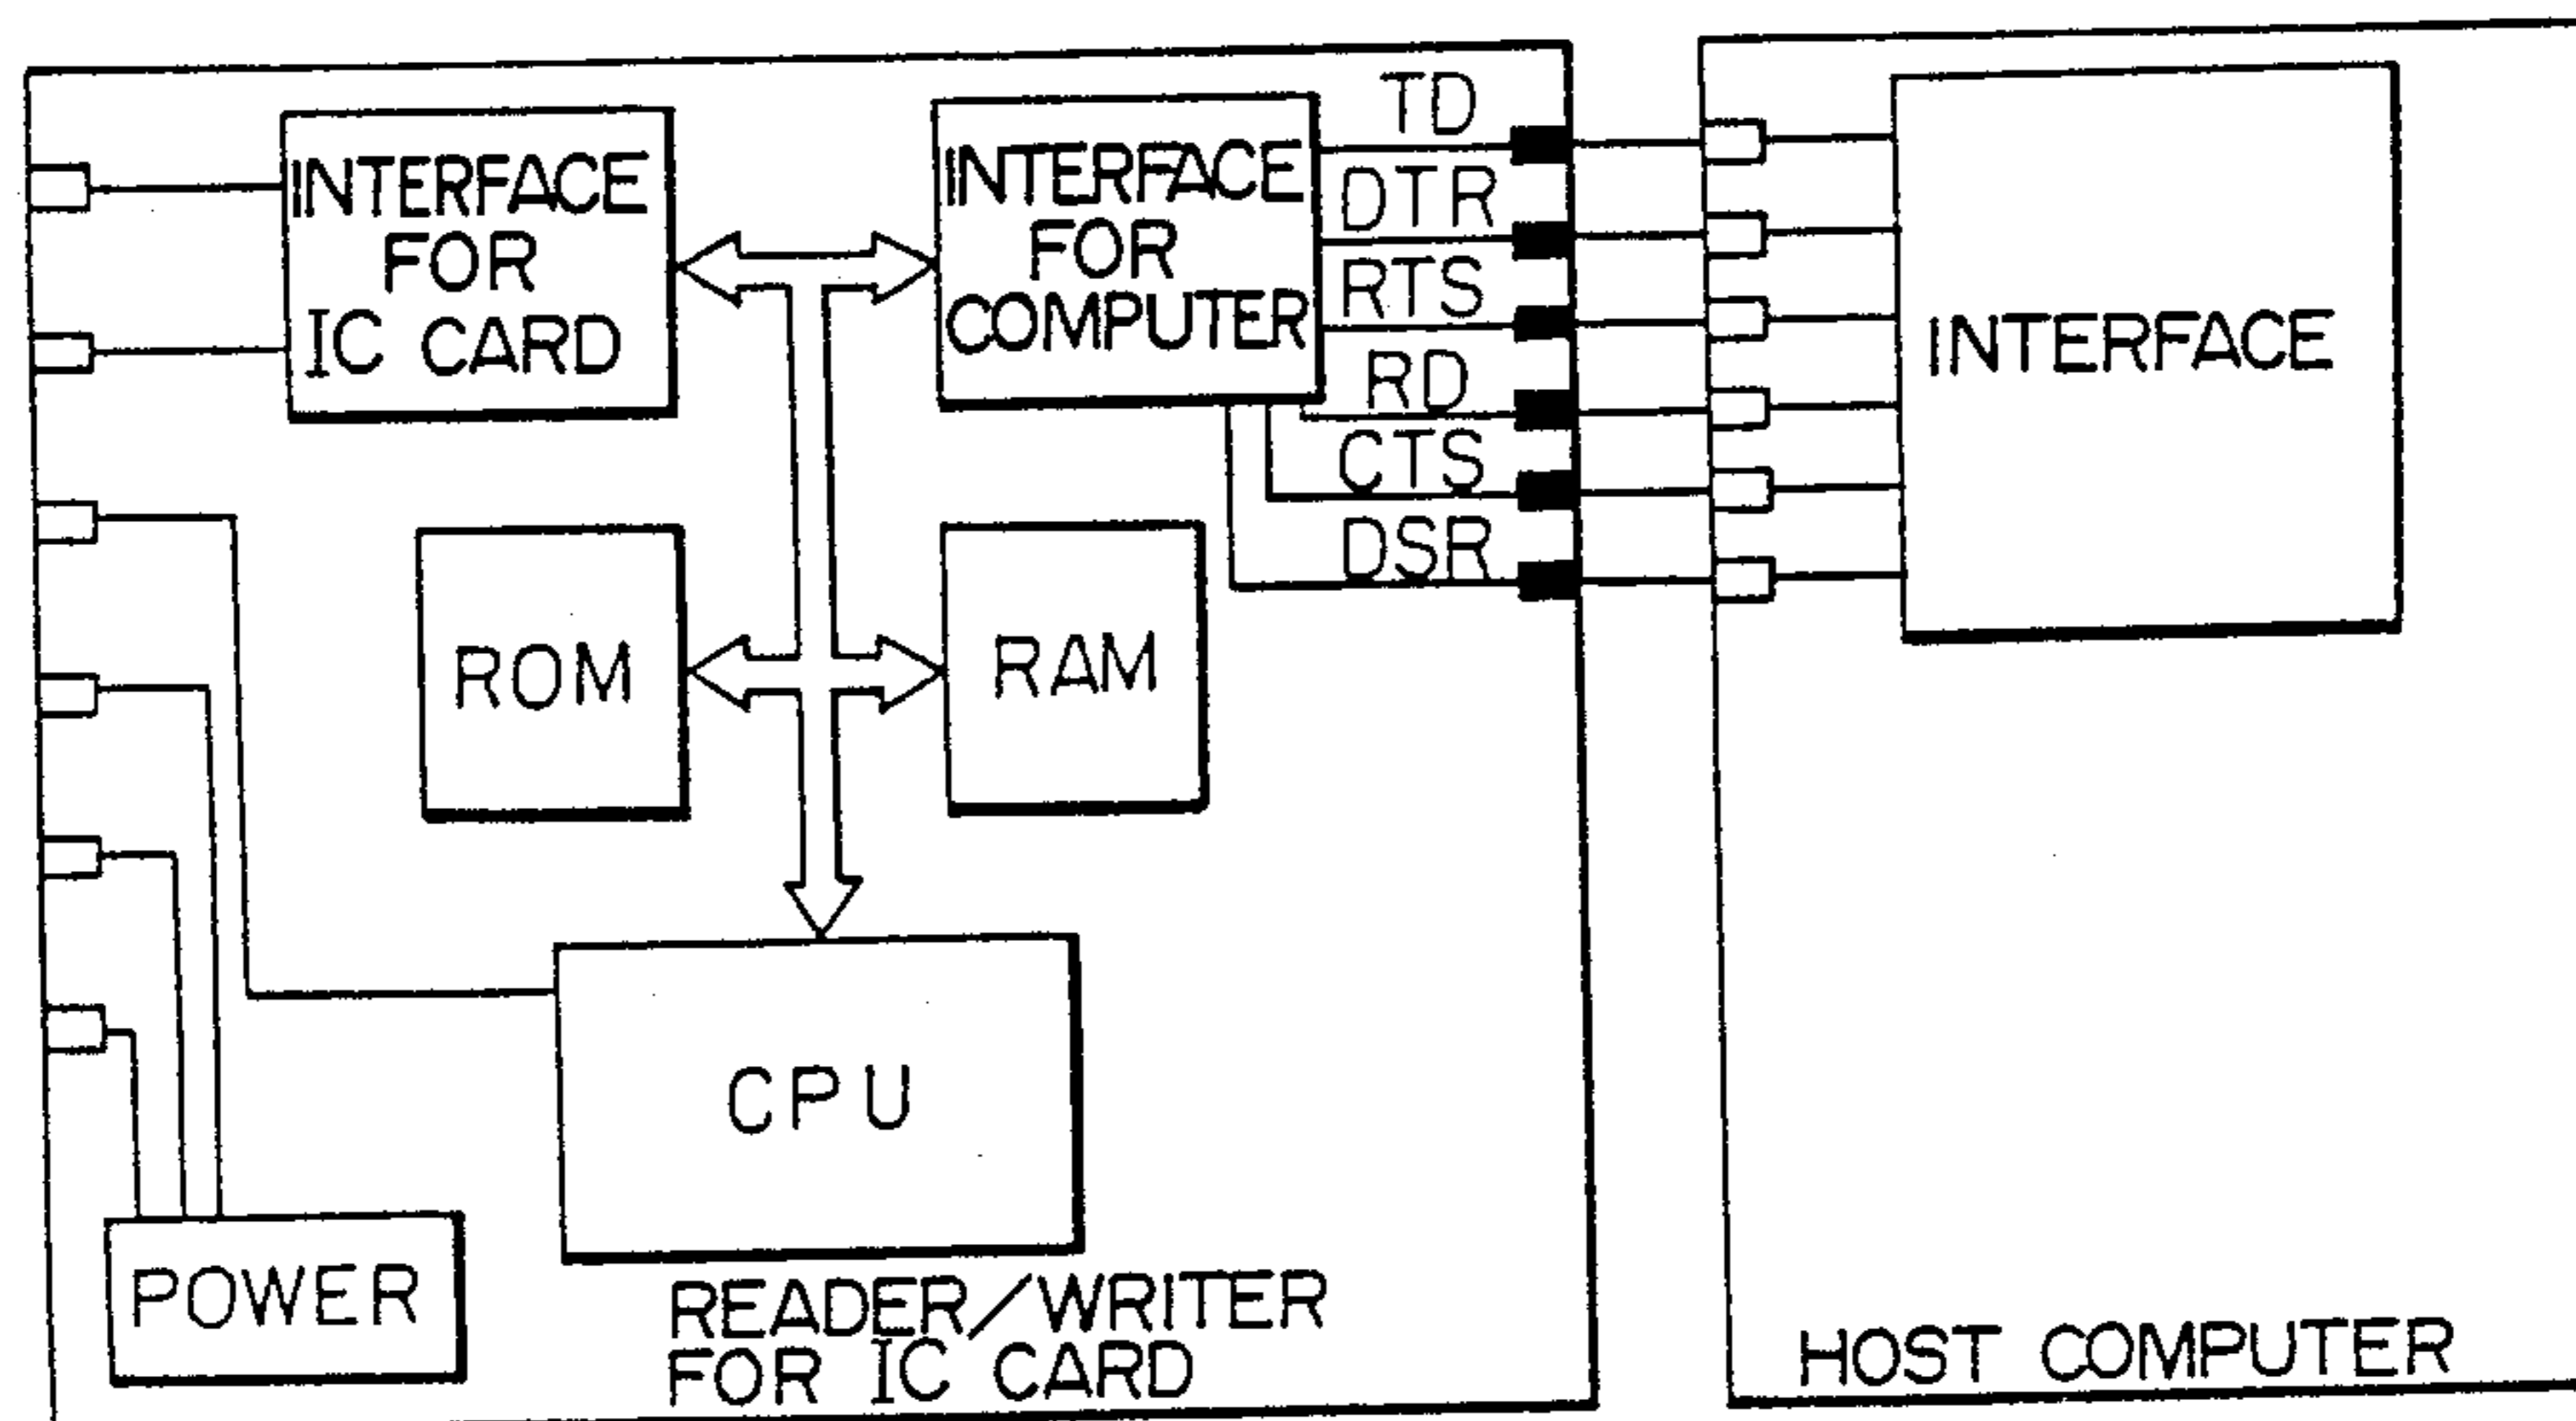 INTERFACE
FOR
IC CARD
INTERFACE
FOR
COMPUTER
TD
DTR
RTS
RD
CTS
DSR
INTERFACE
ROM
RAM
CPU
POWER
READER/WRITER
FOR IC CARD
HOST COMPUTER